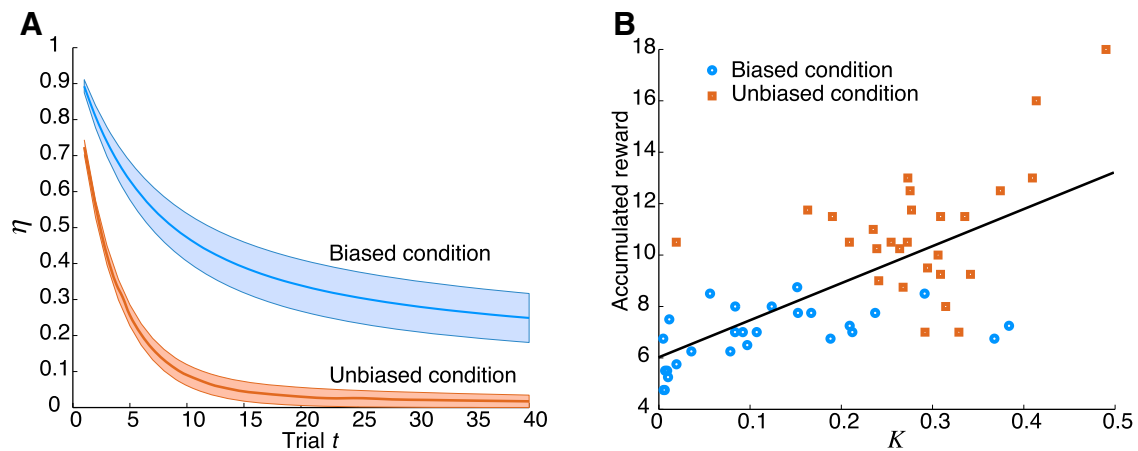 A
1
0.9
0.8
0.7
0.6
0.5
0.4
0.3
0.2
0.1
0
η
Biased condition
Unbiased condition
0 5 10 15 20 25 30 35 40
Trial t
B
18
16
14
12
10
8
6
4
Accumulated reward
Biased condition
Unbiased condition
0 0.1 0.2 0.3 0.4 0.5
K